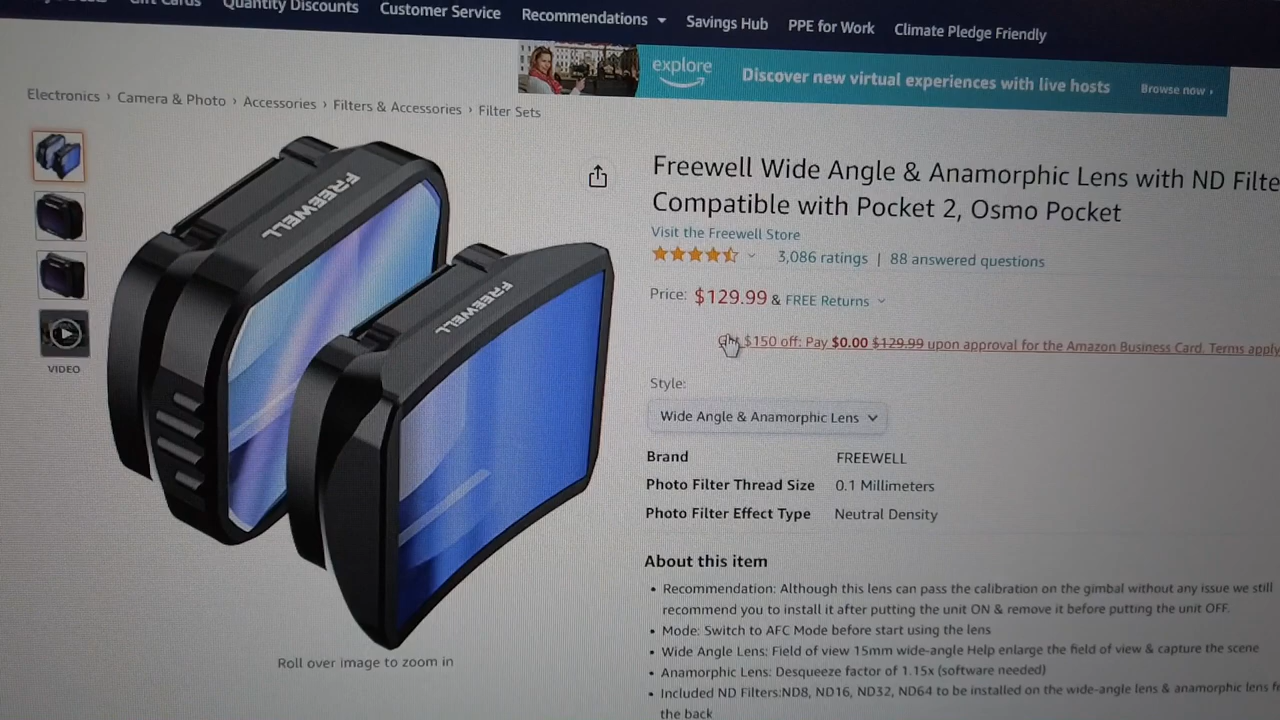 Quantity Discounts
Customer Service
Recommendations
Savings Hub
PPE for Work
Climate Pledge Friendly
explore
Discover new virtual experiences with live hosts
Browse now ›
Electronics › Camera & Photo › Accessories › Filters & Accessories › Filter Sets
FREEWELL
FREEWELL
VIDEO
Roll over image to zoom in
Freewell Wide Angle & Anamorphic Lens with ND Filte
Compatible with Pocket 2, Osmo Pocket
Visit the Freewell Store
3,086 ratings | 88 answered questions
Price: $129.99 & FREE Returns
$150 off: Pay $0.00 $129.99 upon approval for the Amazon Business Card. Terms apply
Style:
Wide Angle & Anamorphic Lens
Brand FREEWELL
Photo Filter Thread Size 0.1 Millimeters
Photo Filter Effect Type Neutral Density
About this item
• Recommendation: Although this lens can pass the calibration on the gimbal without any issue we still
recommend you to install it after putting the unit ON & remove it before putting the unit OFF.
• Mode: Switch to AFC Mode before start using the lens
• Wide Angle Lens: Field of view 15mm wide-angle Help enlarge the field of view & capture the scene
• Anamorphic Lens: Desqueeze factor of 1.15x (software needed)
• Included ND Filters:ND8, ND16, ND32, ND64 to be installed on the wide-angle lens & anamorphic lens
the back